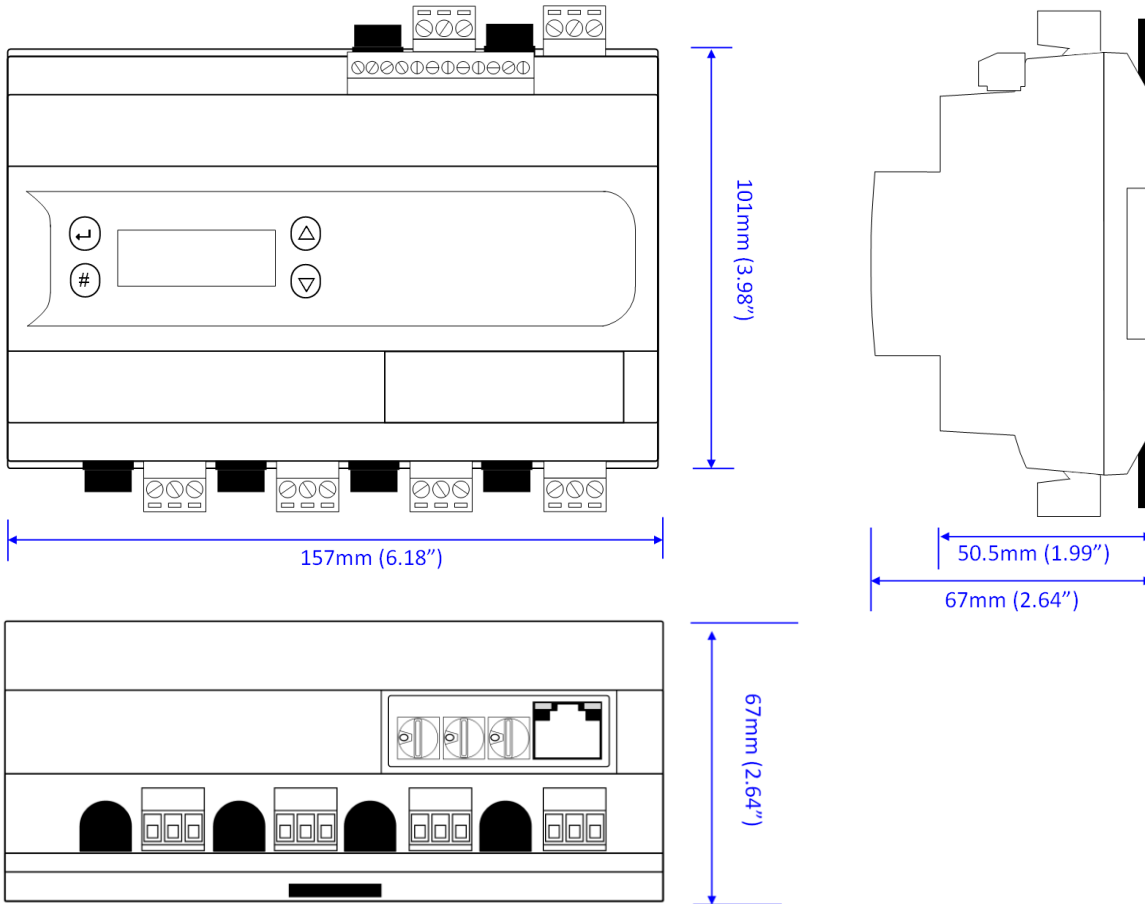 #
101mm (3.98”)
157mm (6.18”)
50.5mm (1.99”)
67mm (2.64”)
67mm (2.64”)